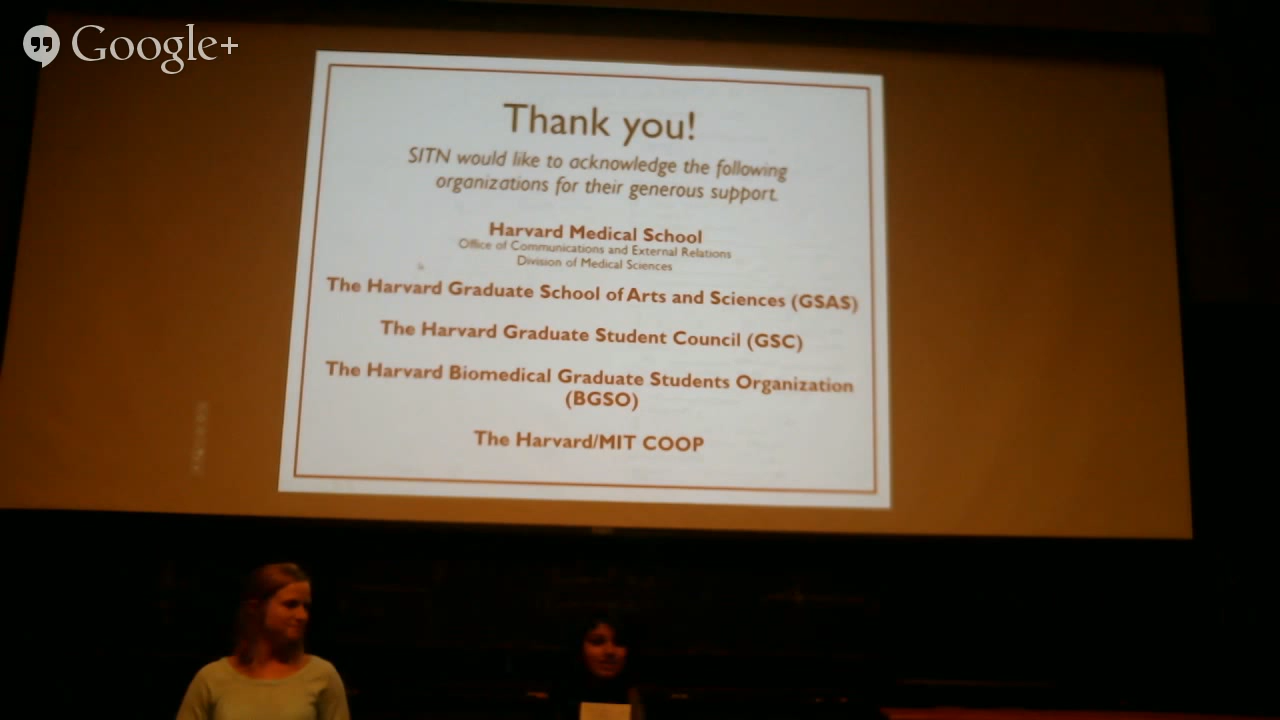 Google+
Thank you!
SITN would like to acknowledge the following
organizations for their generous support.
Harvard Medical School
Office of Communications and External Relations
Division of Medical Sciences
The Harvard Graduate School of Arts and Sciences (GSAS)
The Harvard Graduate Student Council (GSC)
The Harvard Biomedical Graduate Students Organization
(BGSO)
The Harvard/MIT COOP